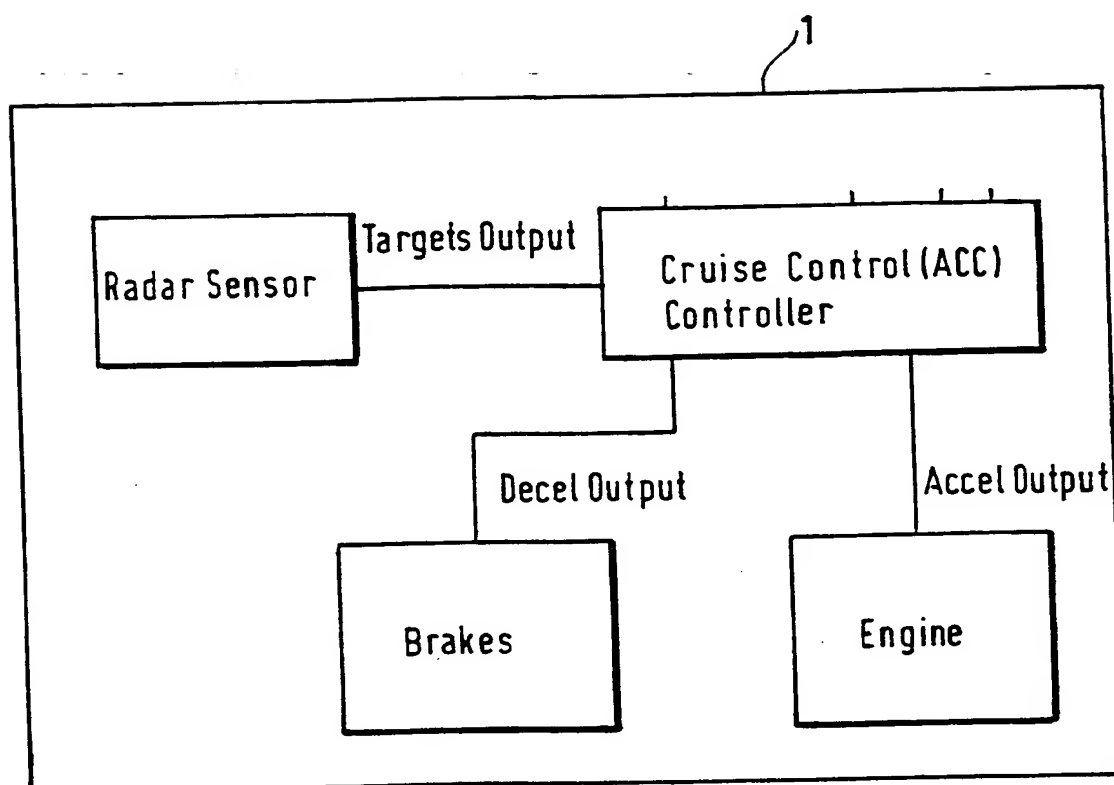 1
Targets Output
Radar Sensor
Cruise Control (ACC)
Controller
Decel Output
Accel Output
Brakes
Engine